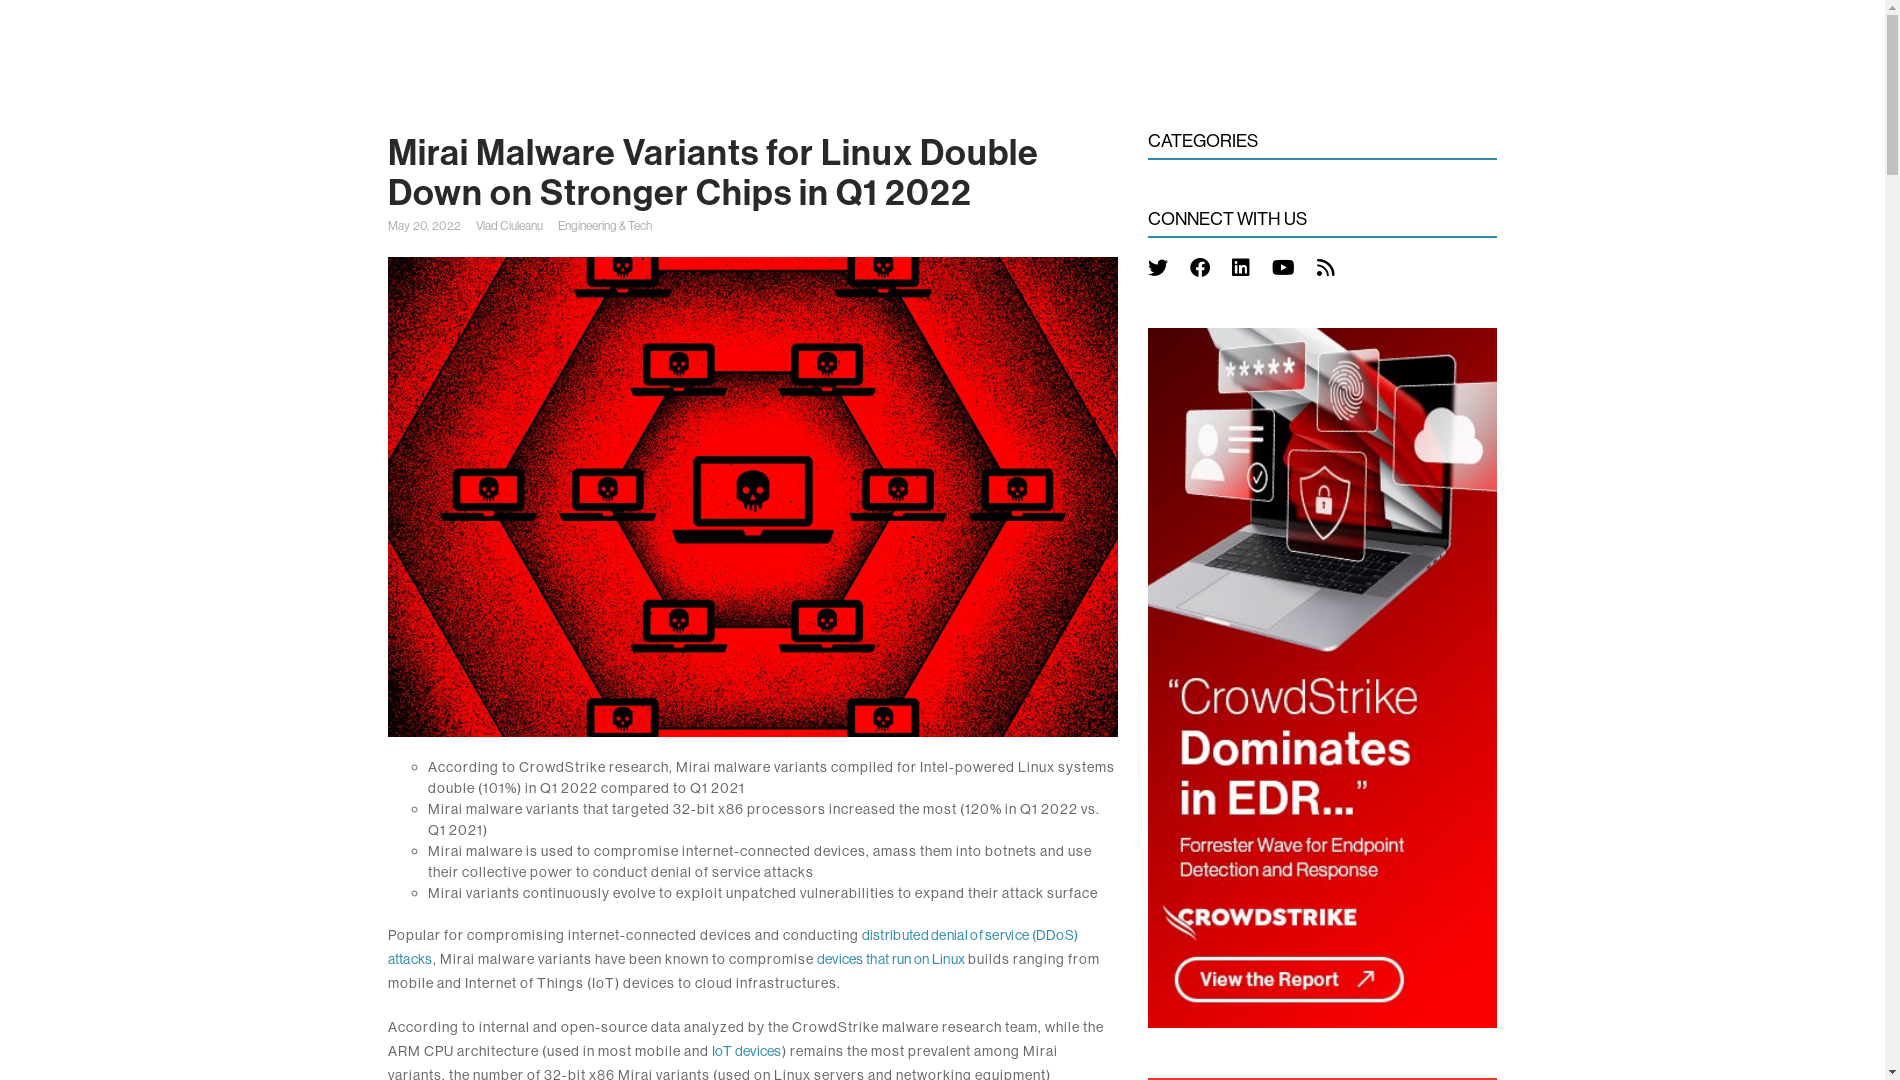 Mirai Malware Variants for Linux Double
Down on Stronger Chips in Q1 2022
May 20, 2022 Vlad Ciuleanu Engineering & Tech
According to CrowdStrike research, Mirai malware variants compiled for Intel-powered Linux systems
double (101%) in Q1 2022 compared to Q1 2021
Mirai malware variants that targeted 32-bit x86 processors increased the most (120% in Q1 2022 vs.
Q1 2021)
Mirai malware is used to compromise internet-connected devices, amass them into botnets and use
their collective power to conduct denial of service attacks
Mirai variants continuously evolve to exploit unpatched vulnerabilities to expand their attack surface
Popular for compromising internet-connected devices and conducting distributed denial of service (DDoS)
attacks, Mirai malware variants have been known to compromise devices that run on Linux builds ranging from
mobile and Internet of Things (IoT) devices to cloud infrastructures.
According to internal and open-source data analyzed by the CrowdStrike malware research team, while the
ARM CPU architecture (used in most mobile and IoT devices) remains the most prevalent among Mirai
variants, the number of 32-bit x86 Mirai variants (used on Linux servers and networking equipment)
CATEGORIES
CONNECT WITH US
*****
“CrowdStrike
Dominates
in EDR...”
Forrester Wave for Endpoint
Detection and Response
CROWDSTRIKE
View the Report